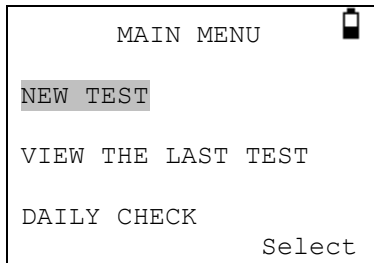 MAIN MENU
NEW TEST
VIEW THE LAST TEST
DAILY CHECK
Select